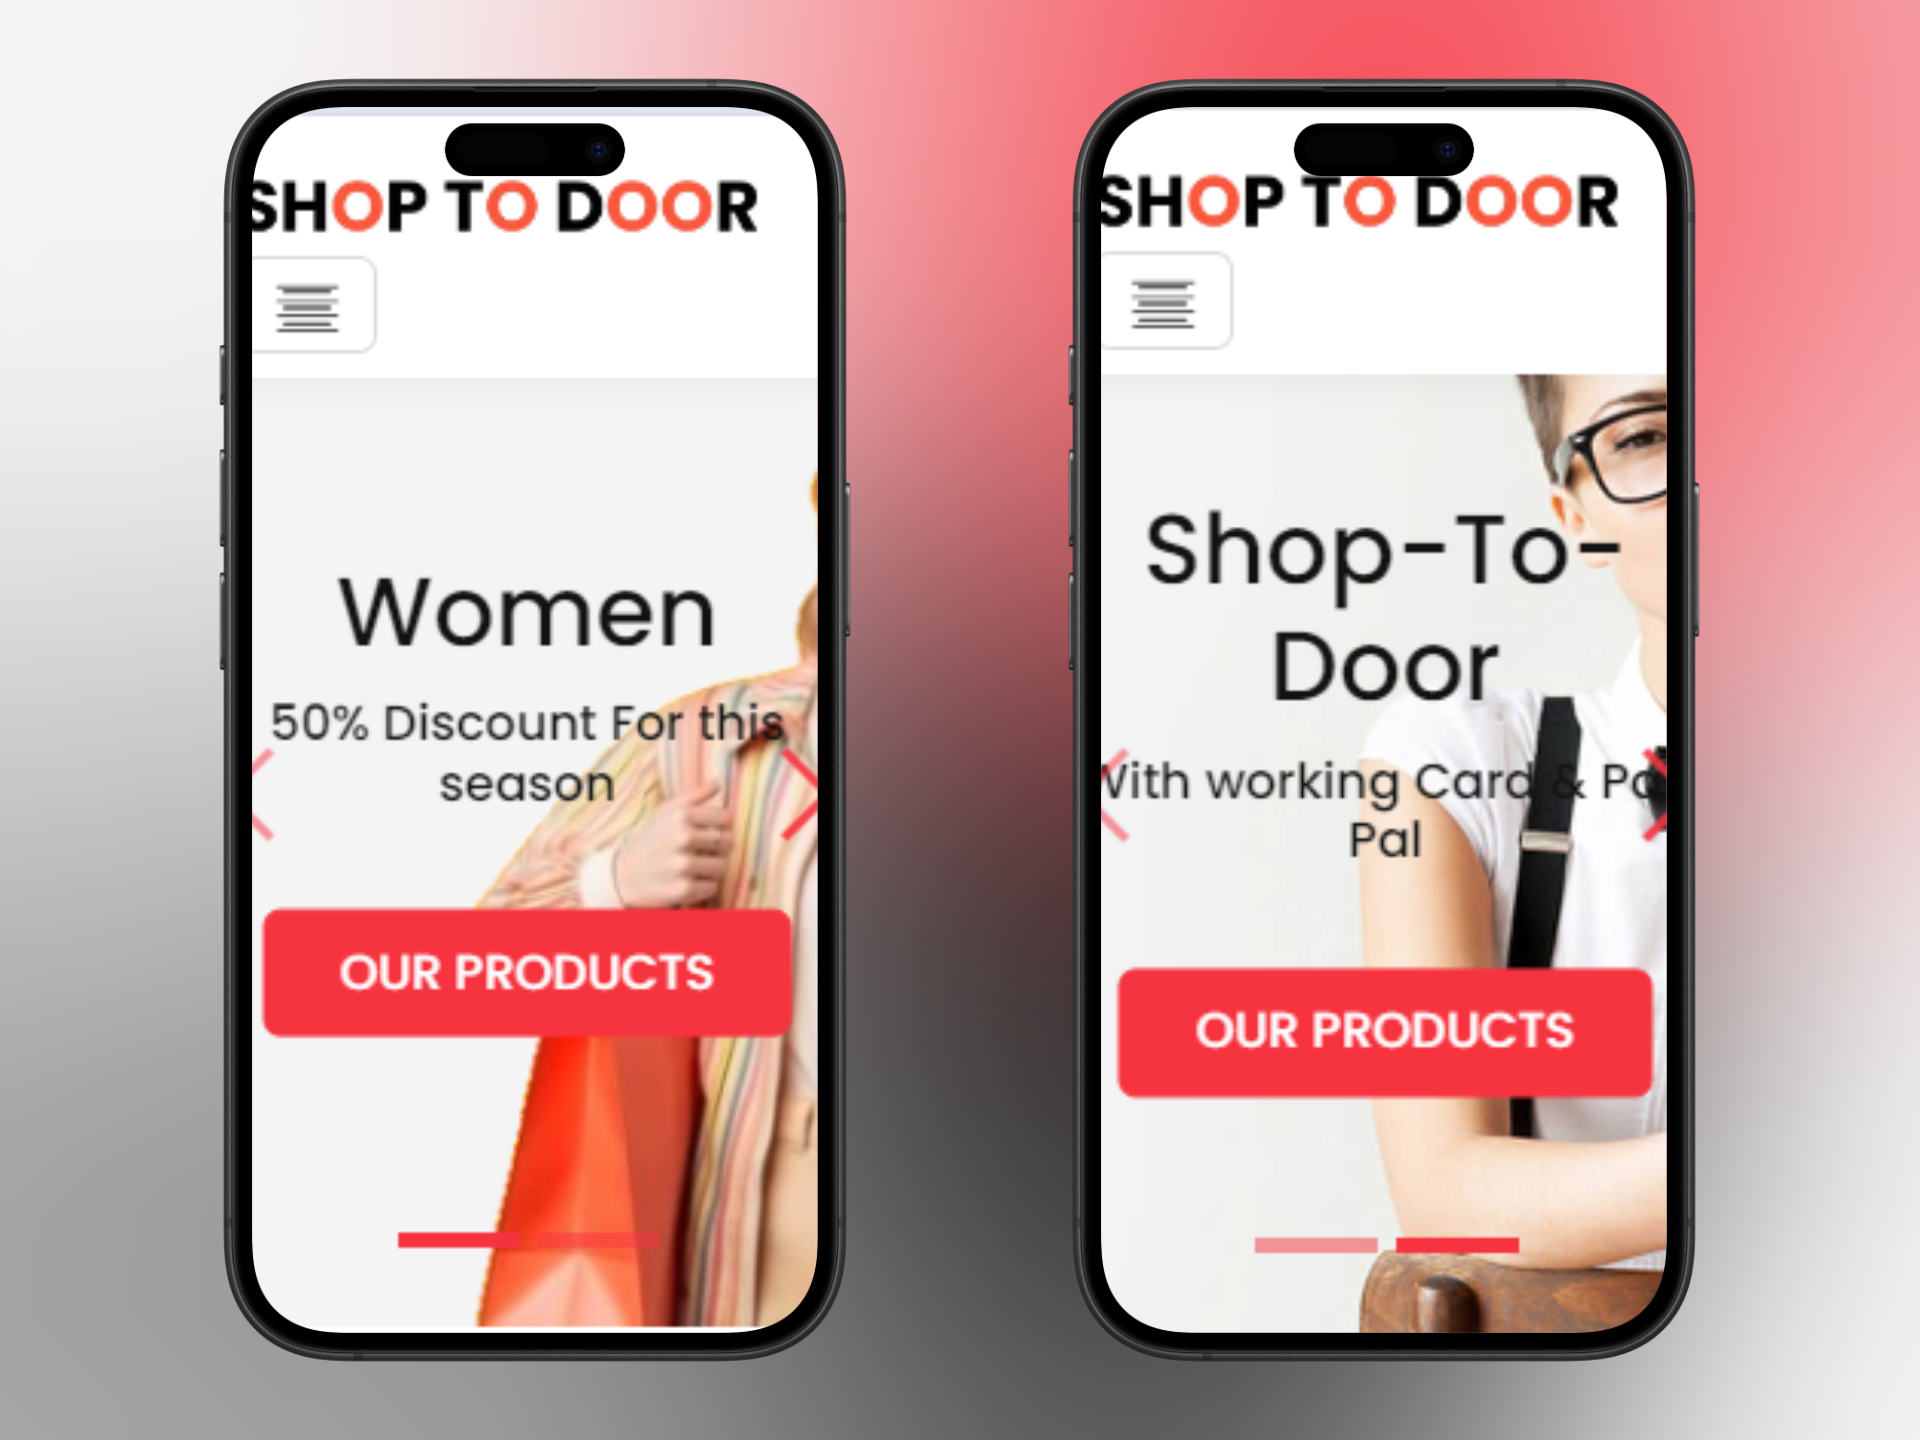 SHOP TO DOOR
Women
50% Discount For this
season
OUR PRODUCTS
SHOP TO DOOR
Shop-To-
Door
With working Card & Pa
Pal
OUR PRODUCTS